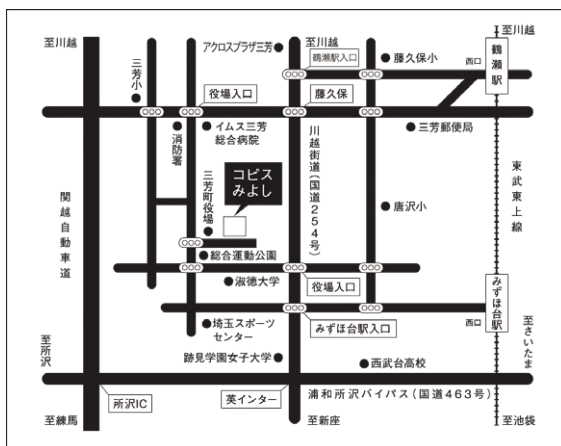 至川越
アクロスプラザ三芳
至川越
鶴瀬駅入口
藤久保小
至川越
西口
鶴瀬駅
三芳小
役場入口
藤久保
消防署
イムス三芳
総合病院
三芳郵便局
川越街道(国道254号)
東武東上線
関越自動車道
コピス
みよし
三芳町役場
唐沢小
総合運動公園
淑徳大学
役場入口
みずほ台駅
西口
埼玉スポーツ
センター
みずほ台駅入口
至所沢
至さいたま
跡見学園女子大学
西武台高校
所沢IC
英インター
浦和所沢バイパス(国道463号)
至練馬
至新座
至池袋